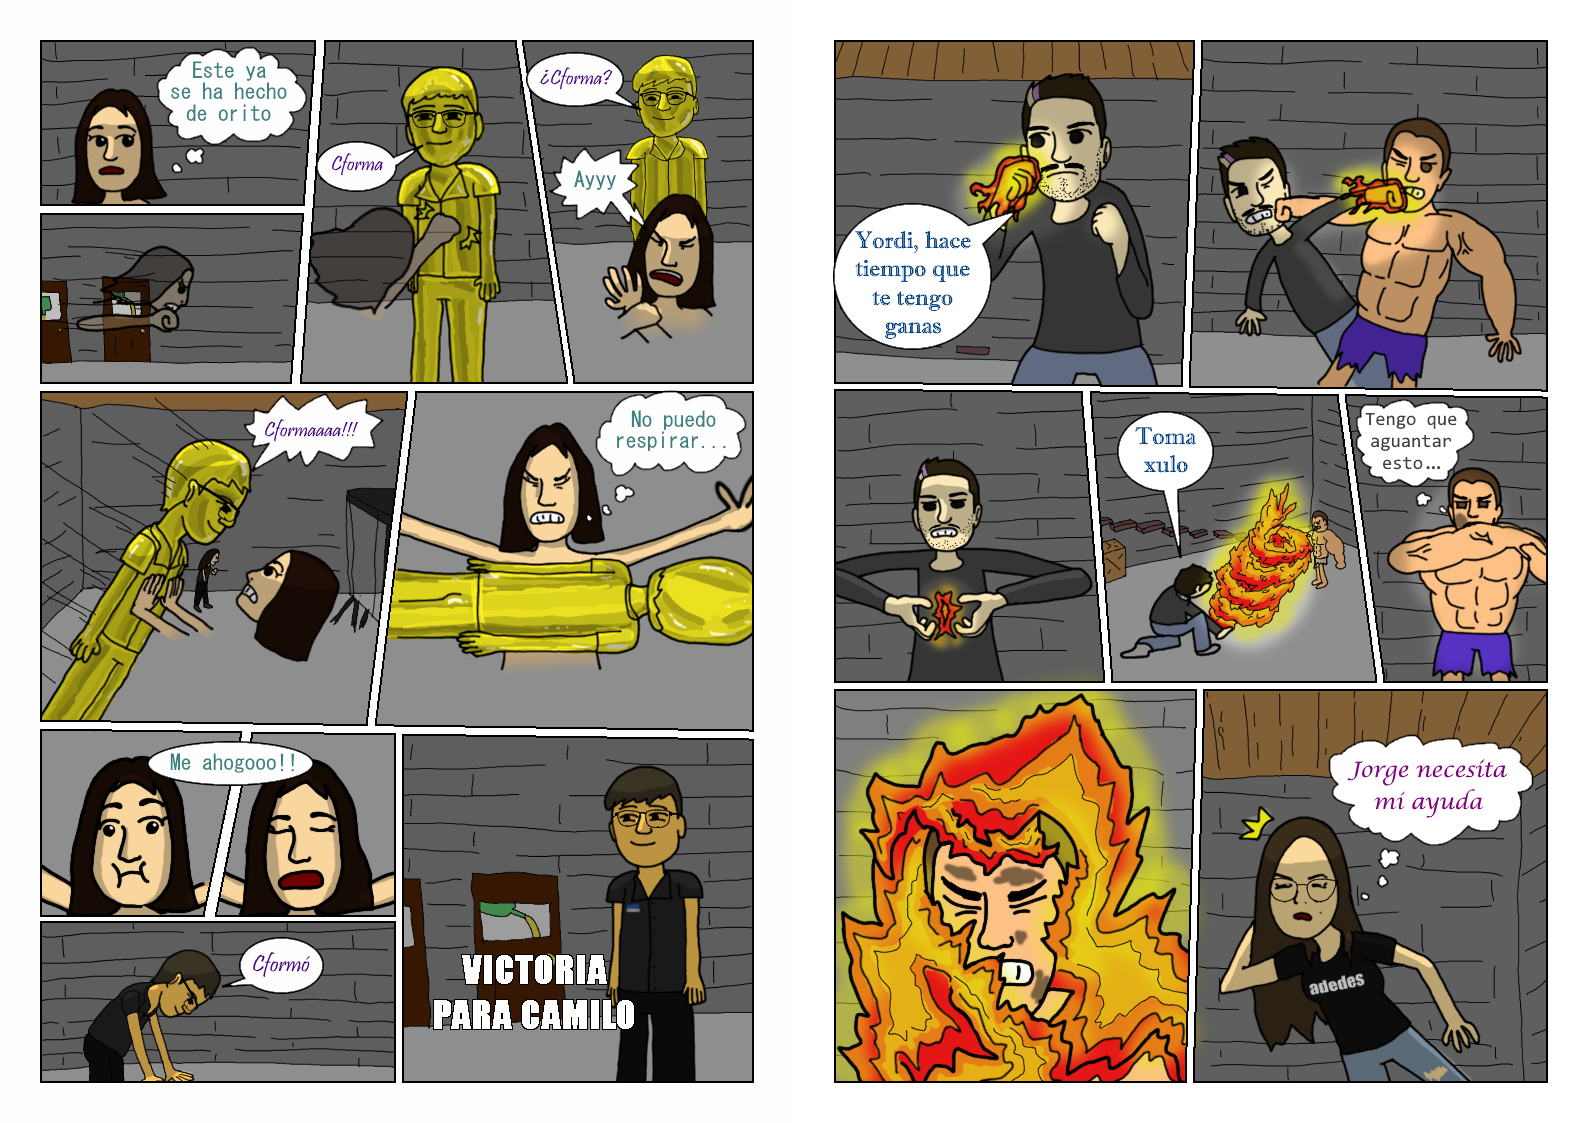 Este ya
se ha hecho
de orito
Cforma
¿Cforma?
Ayyy
Cformaaaa!!!
No puedo
respirar...
Me ahogooo!!
Cformó
VICTORIA
PARA CAMILO
Yordi, hace
tiempo que
te tengo
ganas
Toma
xulo
Tengo que
aguantar
esto...
Jorge necesita
mi ayuda
adedes